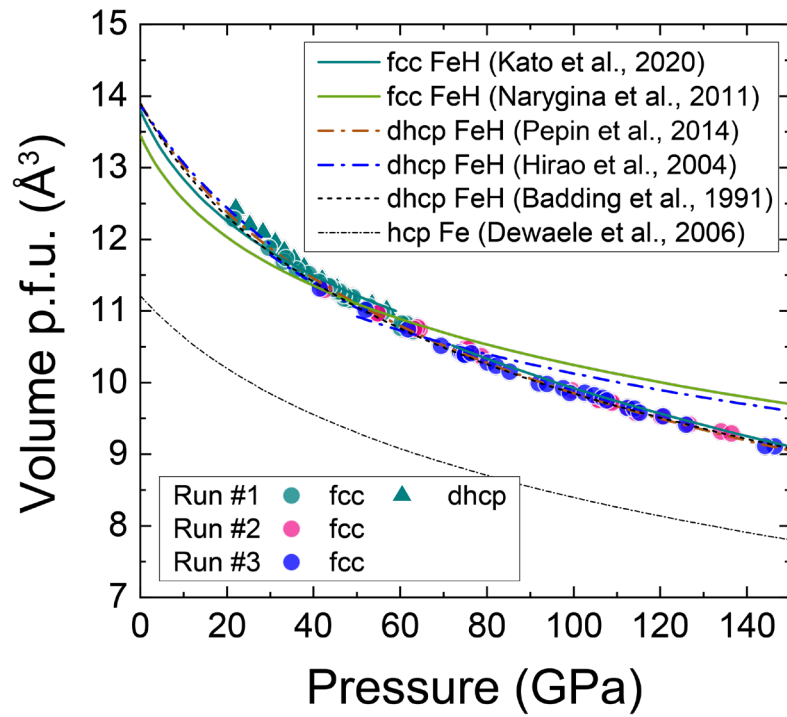 15
14
13
12
11
10
9
8
7
Volume p.f.u. (Å³)
fcc FeH (Kato et al., 2020)
fcc FeH (Narygina et al., 2011)
dhcp FeH (Pepin et al., 2014)
dhcp FeH (Hirao et al., 2004)
dhcp FeH (Badding et al., 1991)
hcp Fe (Dewaele et al., 2006)
Run #1 fcc dhcp
Run #2 fcc
Run #3 fcc
0 20 40 60 80 100 120 140
Pressure (GPa)